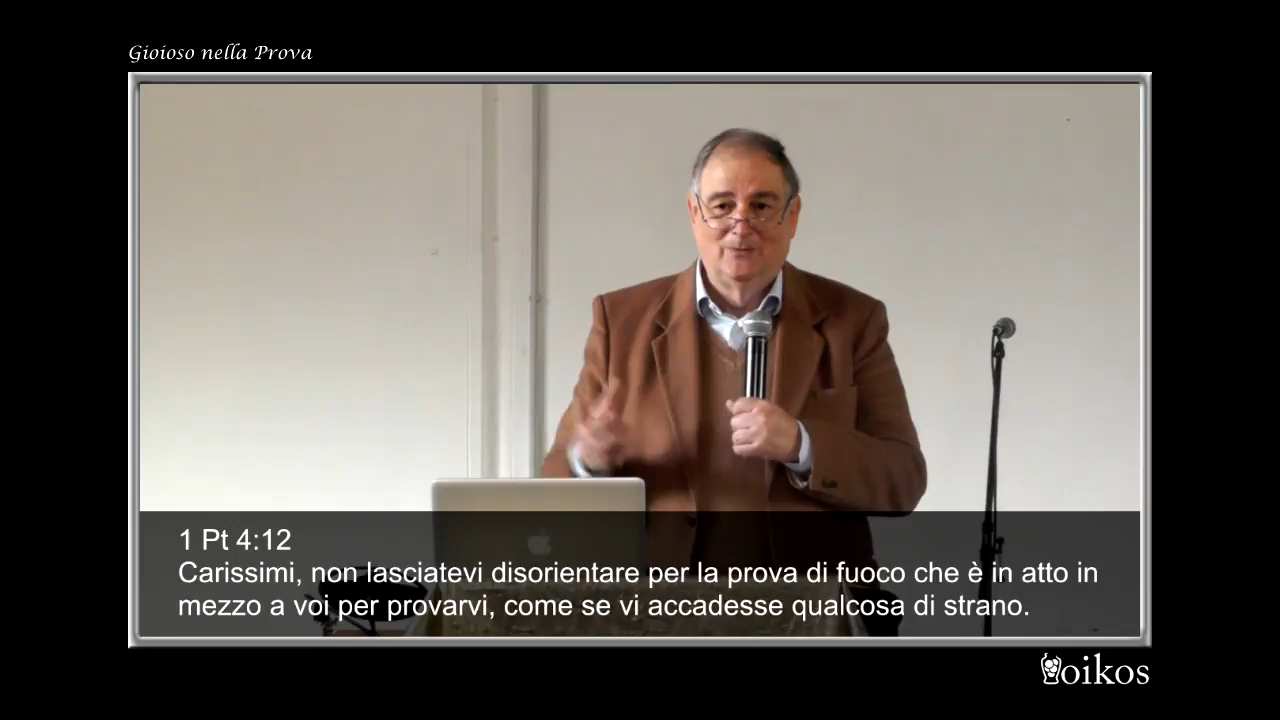 Gioioso nella Prova
1 Pt 4:12
Carissimi, non lasciatevi disorientare per la prova di fuoco che è in atto in
mezzo a voi per provarvi, come se vi accadesse qualcosa di strano.
oikos